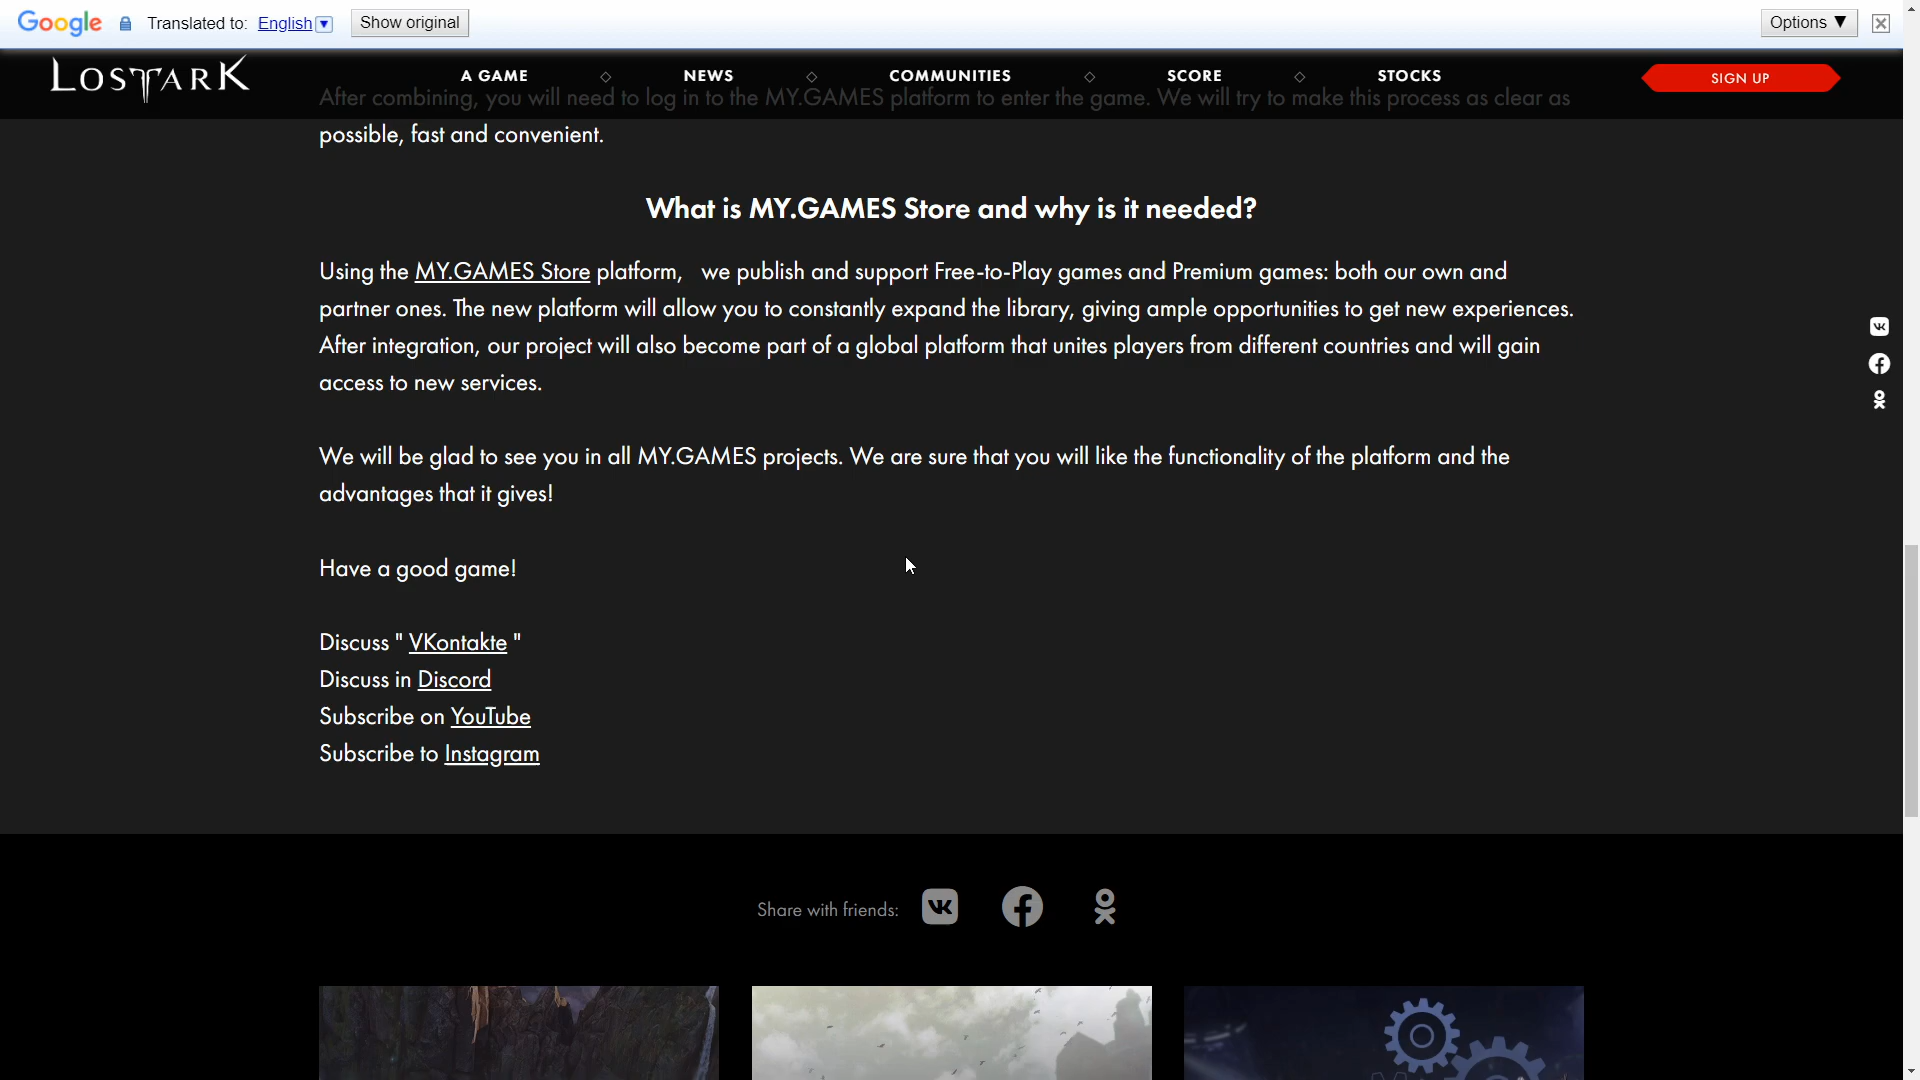 Google Translated to: English Show original Options ▼
LOST ARK
A GAME NEWS COMMUNITIES SCORE STOCKS SIGN UP
After combining, you will need to log in to the MY.GAMES platform to enter the game. We will try to make this process as clear as
possible, fast and convenient.
What is MY.GAMES Store and why is it needed?
Using the MY.GAMES Store platform, we publish and support Free-to-Play games and Premium games: both our own and
partner ones. The new platform will allow you to constantly expand the library, giving ample opportunities to get new experiences.
After integration, our project will also become part of a global platform that unites players from different countries and will gain
access to new services.
We will be glad to see you in all MY.GAMES projects. We are sure that you will like the functionality of the platform and the
advantages that it gives!
Have a good game!
Discuss " VKontakte "
Discuss in Discord
Subscribe on YouTube
Subscribe to Instagram
Share with friends: